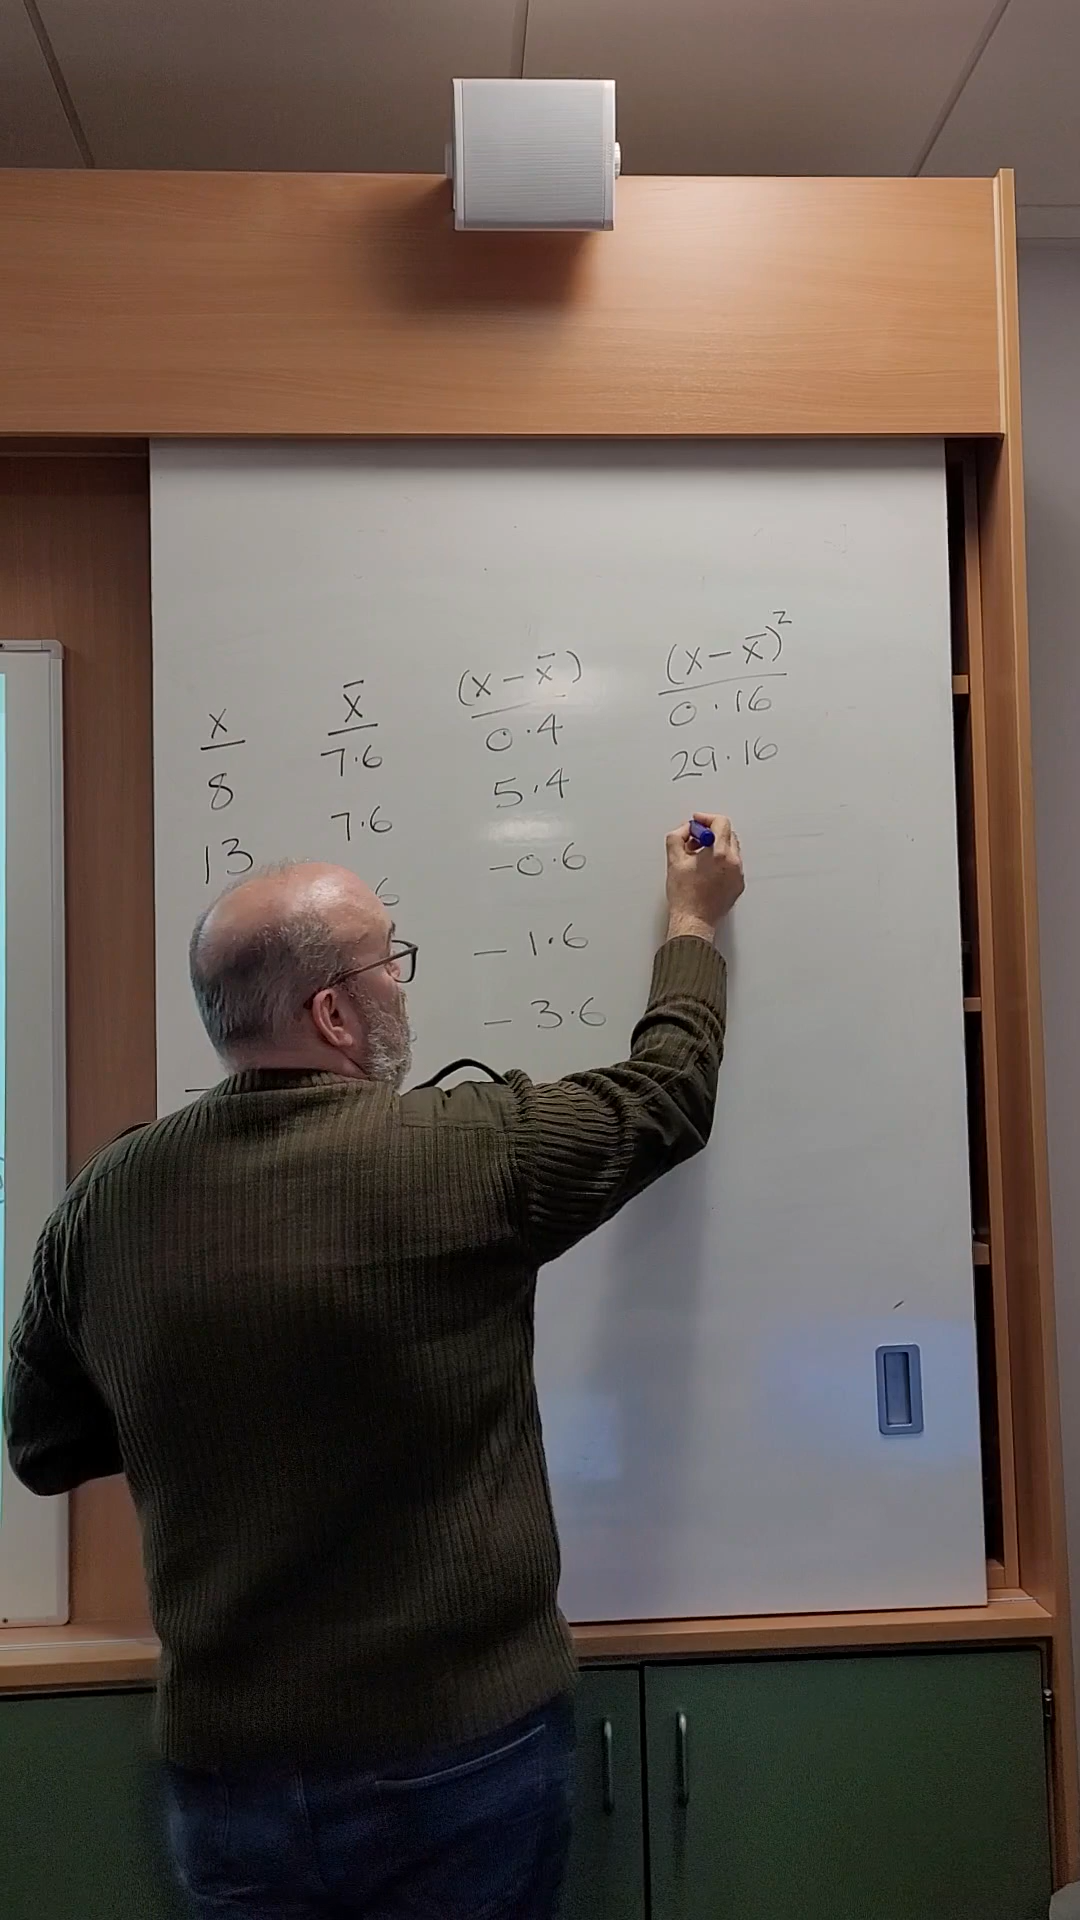 x x̄ (x - x̄) (x - x̄)²
8 7.6 0.4 0.16
13 7.6 5.4 29.16
6 -0.6
- 1.6
- 3.6